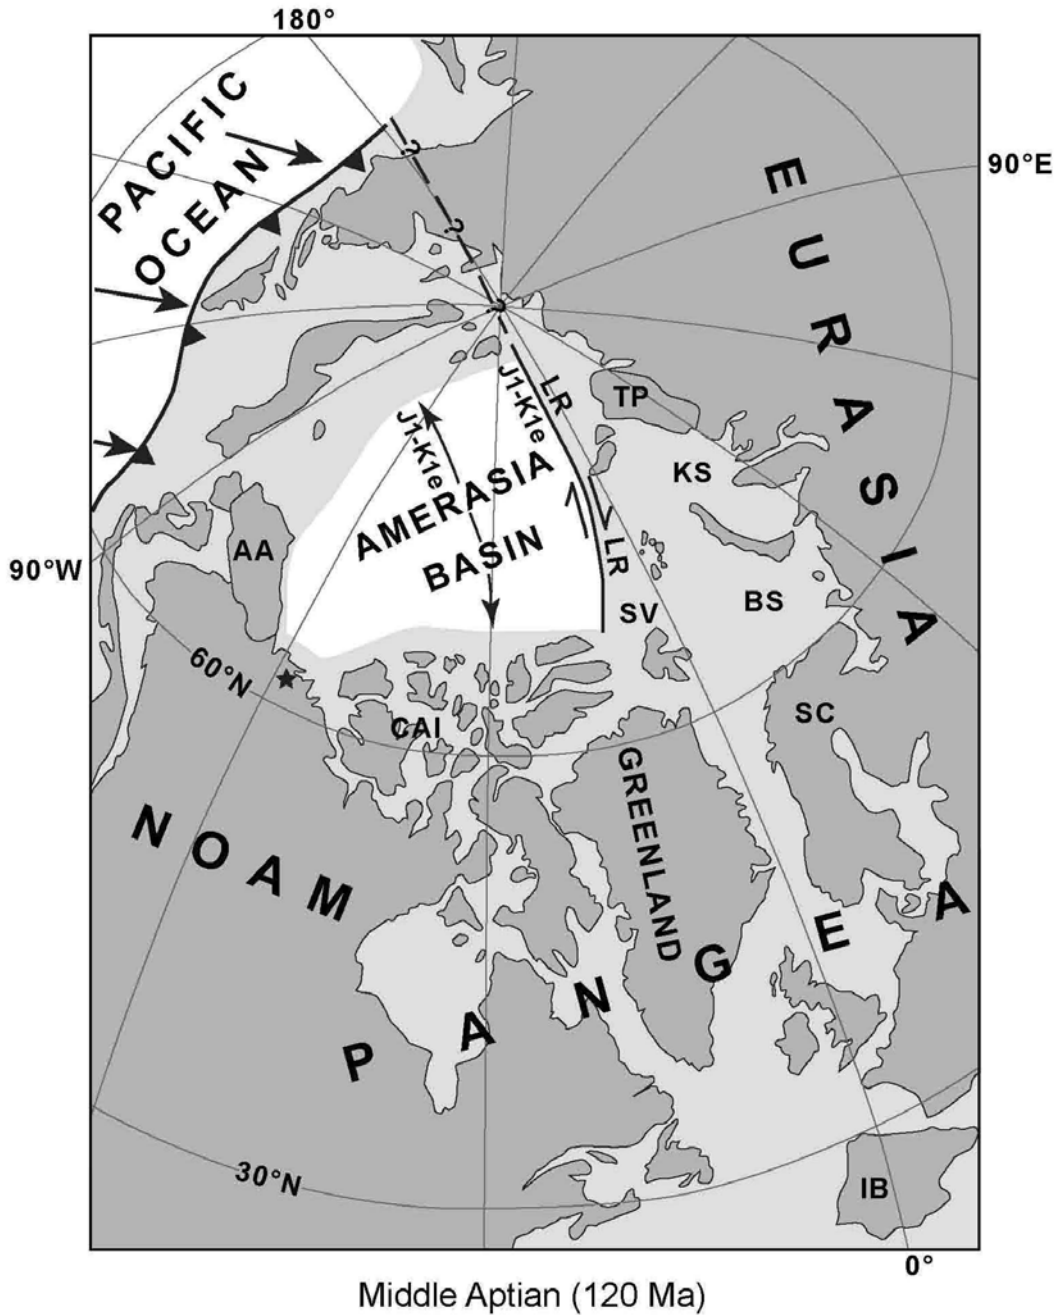 180°
PACIFIC
OCEAN
90°E
EURASIA
?
?
?
LR
J1-K1e
J1-K1e
TP
KS
AMERASIA
BASIN
AA
90°W
LR
SV
BS
60°N
CAI
SC
GREENLAND
NOAM
PANGEA
30°N
IB
0°
Middle Aptian (120 Ma)